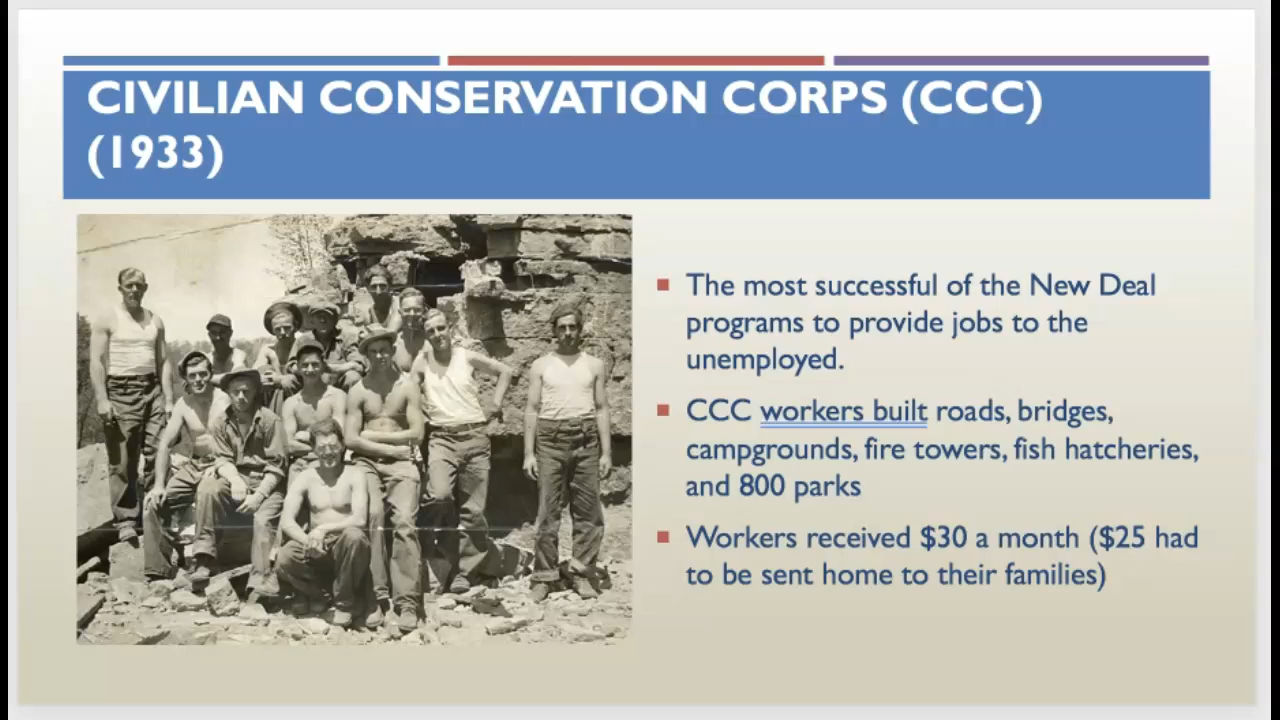 CIVILIAN CONSERVATION CORPS (CCC)
(1933)
The most successful of the New Deal
programs to provide jobs to the
unemployed.
CCC workers built roads, bridges,
campgrounds, fire towers, fish hatcheries,
and 800 parks
Workers received $30 a month ($25 had
to be sent home to their families)